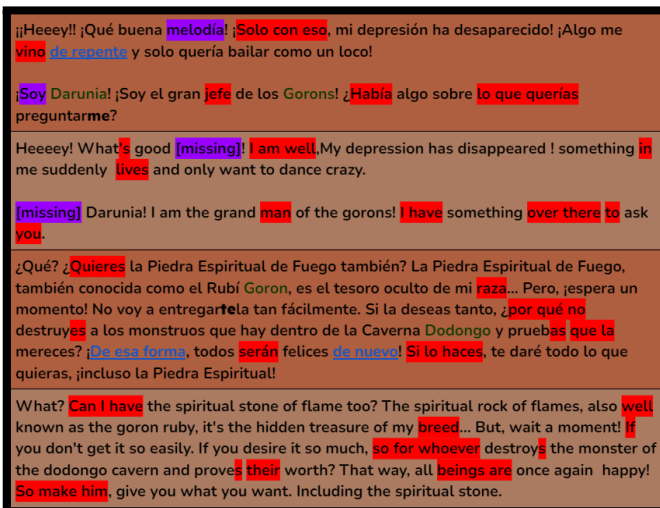 ¡¡Heeey!! ¡Qué buena melodía! ¡Solo con eso, mi depresión ha desaparecido! ¡Algo me
vino de repente y solo quería bailar como un loco!
¡Soy Darunia! ¡Soy el gran jefe de los Gorons! ¿Había algo sobre lo que querías
preguntarme?
Heeeey! What's good [missing]! I am well,My depression has disappeared ! something in
me suddenly lives and only want to dance crazy.
[missing] Darunia! I am the grand man of the gorons! I have something over there to ask
you.
¿Qué? ¿Quieres la Piedra Espiritual de Fuego también? La Piedra Espiritual de Fuego,
también conocida como el Rubí Goron, es el tesoro oculto de mi raza... Pero, ¡espera un
momento! No voy a entregartela tan fácilmente. Si la deseas tanto, ¿por qué no
destruyes a los monstruos que hay dentro de la Caverna Dodongo y pruebas que la
mereces? ¡De esa forma, todos serán felices de nuevo! Si lo haces, te daré todo lo que
quieras, ¡incluso la Piedra Espiritual!
What? Can I have the spiritual stone of flame too? The spiritual rock of flames, also well
known as the goron ruby, it's the hidden treasure of my breed... But, wait a moment! If
you don't get it so easily. If you desire it so much, so for whoever destroys the monster of
the dodongo cavern and proves their worth? That way, all beings are once again happy!
So make him, give you what you want. Including the spiritual stone.